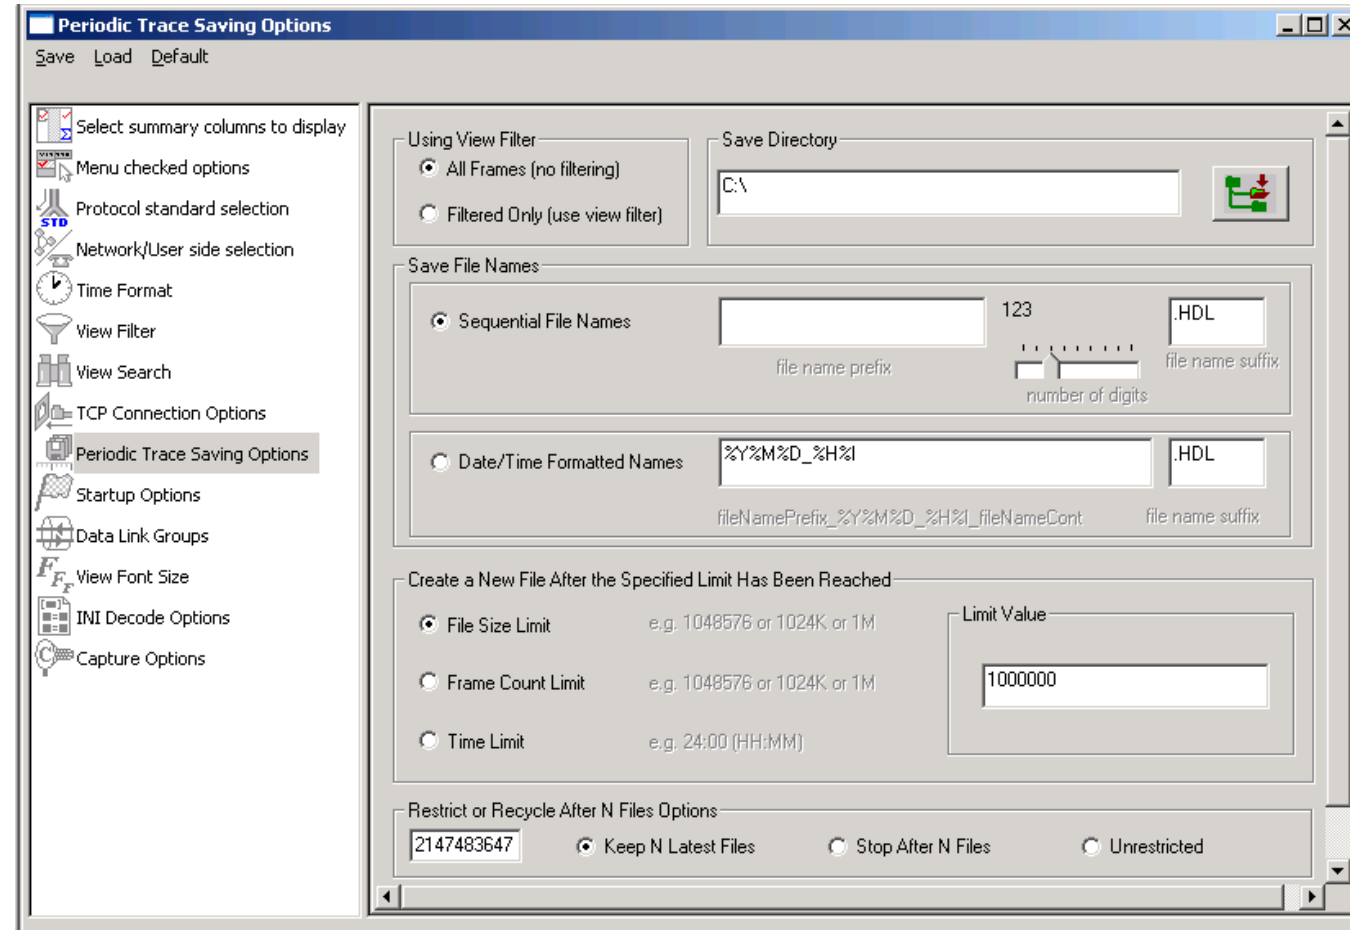 Periodic Trace Saving Options
Save Load Default
Select summary columns to display
Menu checked options
STD Protocol standard selection
Network/User side selection
Time Format
View Filter
View Search
TCP Connection Options
Periodic Trace Saving Options
Startup Options
Data Link Groups
View Font Size
INI Decode Options
Capture Options
Using View Filter
All Frames (no filtering)
Filtered Only (use view filter)
Save Directory
C:\
Save File Names
Sequential File Names
file name prefix
123
number of digits
.HDL
file name suffix
Date/Time Formatted Names
%Y%M%D_%H%I
.HDL
fileNamePrefix_%Y%M%D_%H%I_fileNameCont
file name suffix
Create a New File After the Specified Limit Has Been Reached
File Size Limit e.g. 1048576 or 1024K or 1M
Frame Count Limit e.g. 1048576 or 1024K or 1M
Time Limit e.g. 24:00 (HH:MM)
Limit Value
1000000
Restrict or Recycle After N Files Options
2147483647 Keep N Latest Files Stop After N Files Unrestricted